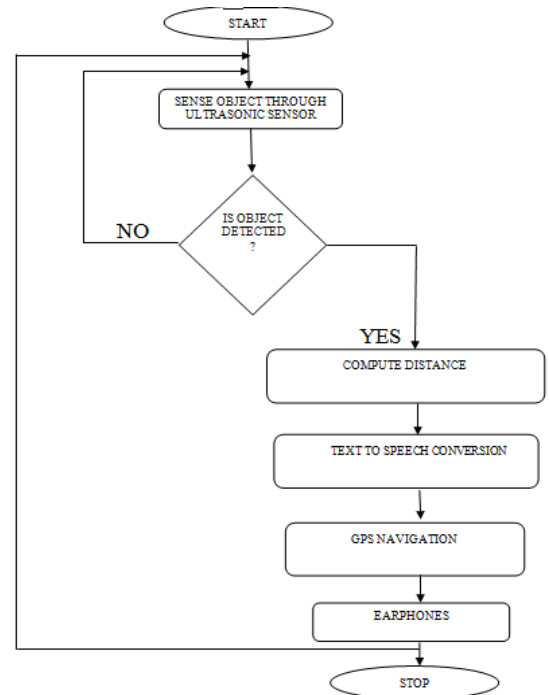 START
SENSE OBJECT THROUGH
ULTRASONIC SENSOR
IS OBJECT
DETECTED
?
NO
YES
COMPUTE DISTANCE
TEXT TO SPEECH CONVERSION
GPS NAVIGATION
EARPHONES
STOP